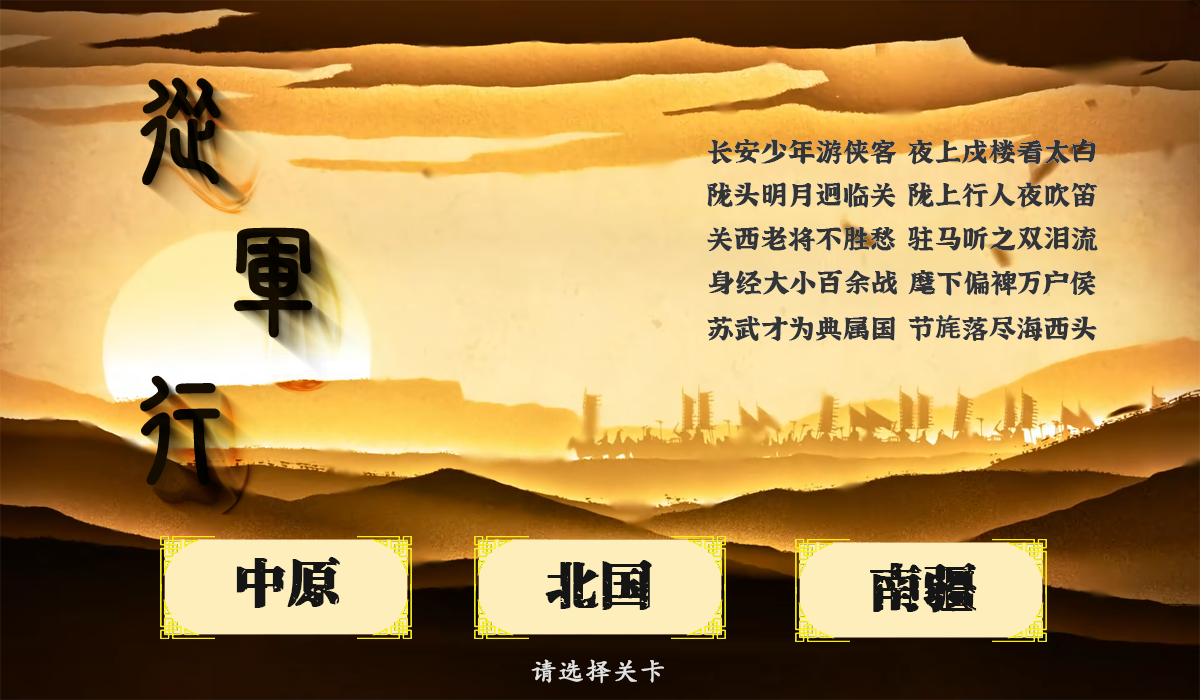 從軍行
长安少年游侠客 夜上戍楼看太白
陇头明月迥临关 陇上行人夜吹笛
关西老将不胜愁 驻马听之双泪流
身经大小百余战 麾下偏裨万户侯
苏武才为典属国 节旄落尽海西头
中原
北国
南疆
请选择关卡